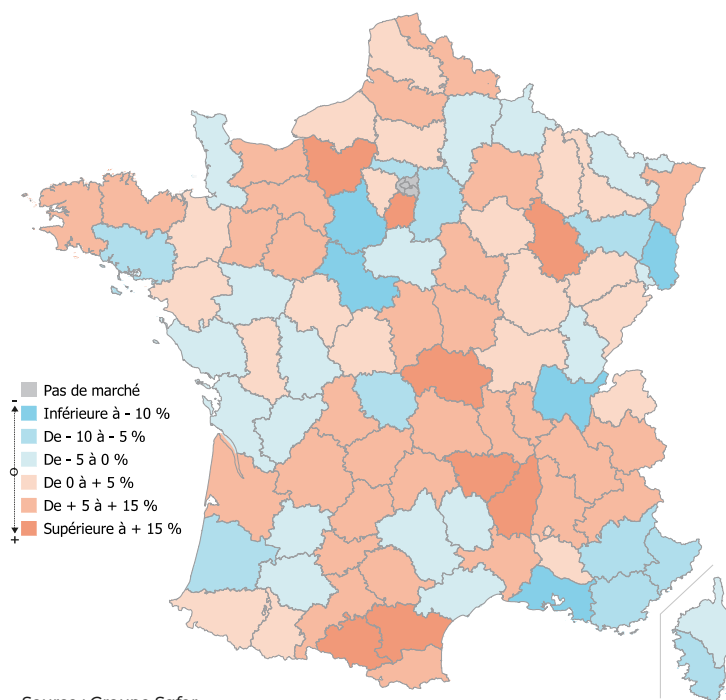 Pas de marché
-
Inférieure à - 10 %
De - 10 à - 5 %
De - 5 à 0 %
0
De 0 à + 5 %
De + 5 à + 15 %
Supérieure à + 15 %
+